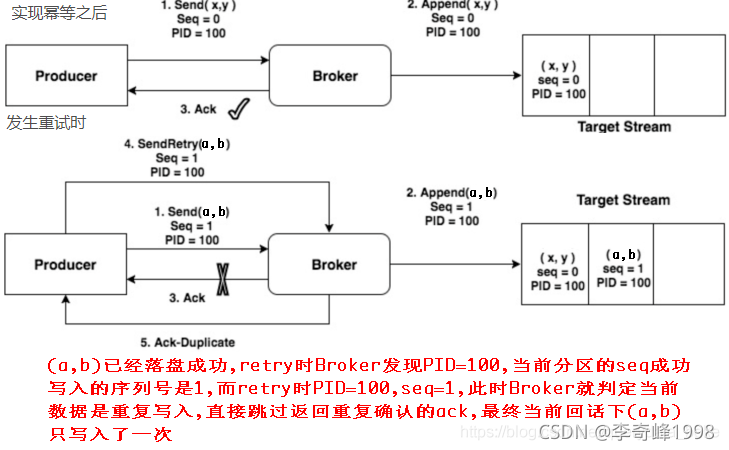 实现幂等之后
1. Send( x,y )
Seq = 0
PID = 100
2. Append( x,y )
Seq = 0
PID = 100
Producer
Broker
( x, y )
seq = 0
PID = 100
3. Ack
Target Stream
发生重试时
4. SendRetry(a,b)
Seq = 1
PID = 100
1. Send(a,b)
Seq = 1
PID = 100
2. Append(a,b)
Seq = 1
PID = 100
Target Stream
Producer
Broker
( x, y )
seq = 0
PID = 100
(a,b)
seq = 1
PID = 100
3. Ack
5. Ack-Duplicate
(a,b)已经落盘成功,retry时Broker发现PID=100,当前分区的seq成功
写入的序列号是1,而retry时PID=100,seq=1,此时Broker就判定当前
数据是重复写入,直接跳过返回重复确认的ack,最终当前回话下(a,b)
只写入了一次
CSDN @李奇峰1998